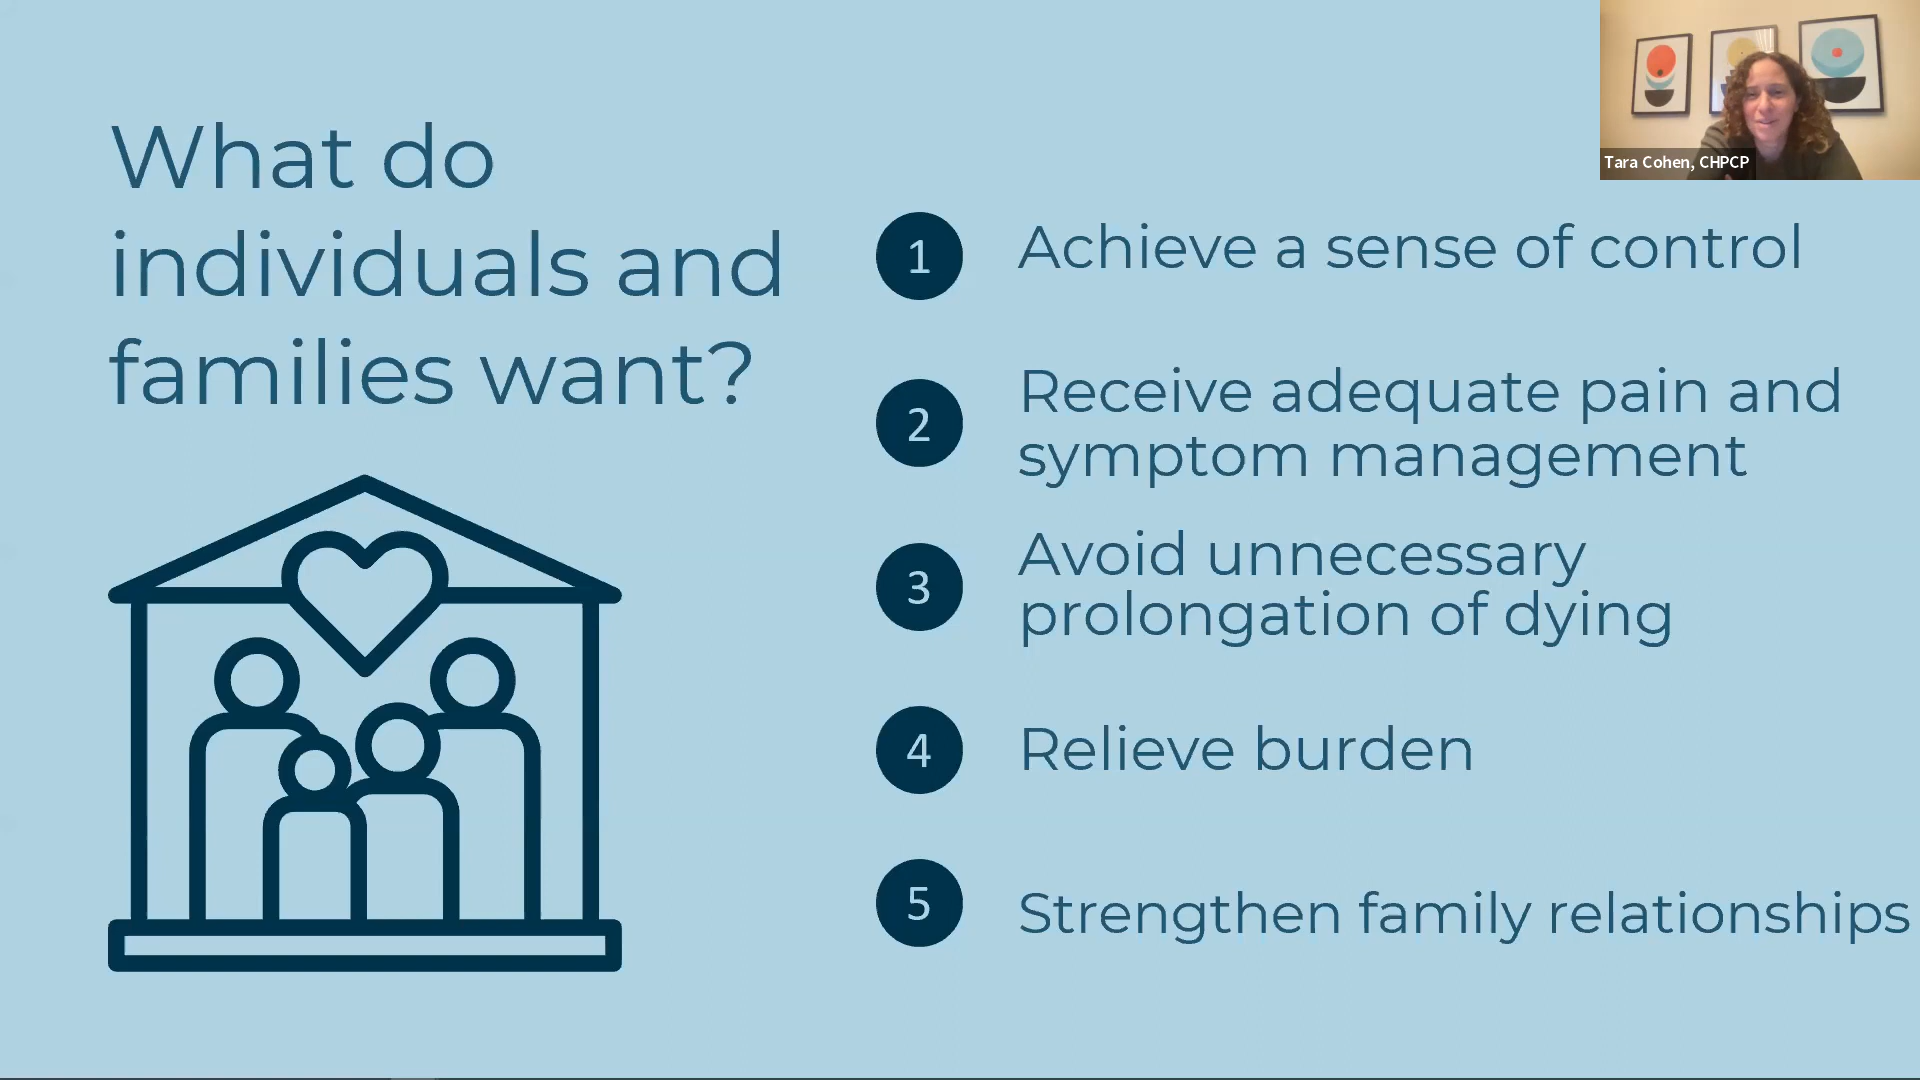 What do
individuals and
families want?
Tara Cohen, CHPCP
1
Achieve a sense of control
2
Receive adequate pain and
symptom management
3
Avoid unnecessary
prolongation of dying
4
Relieve burden
5
Strengthen family relationships